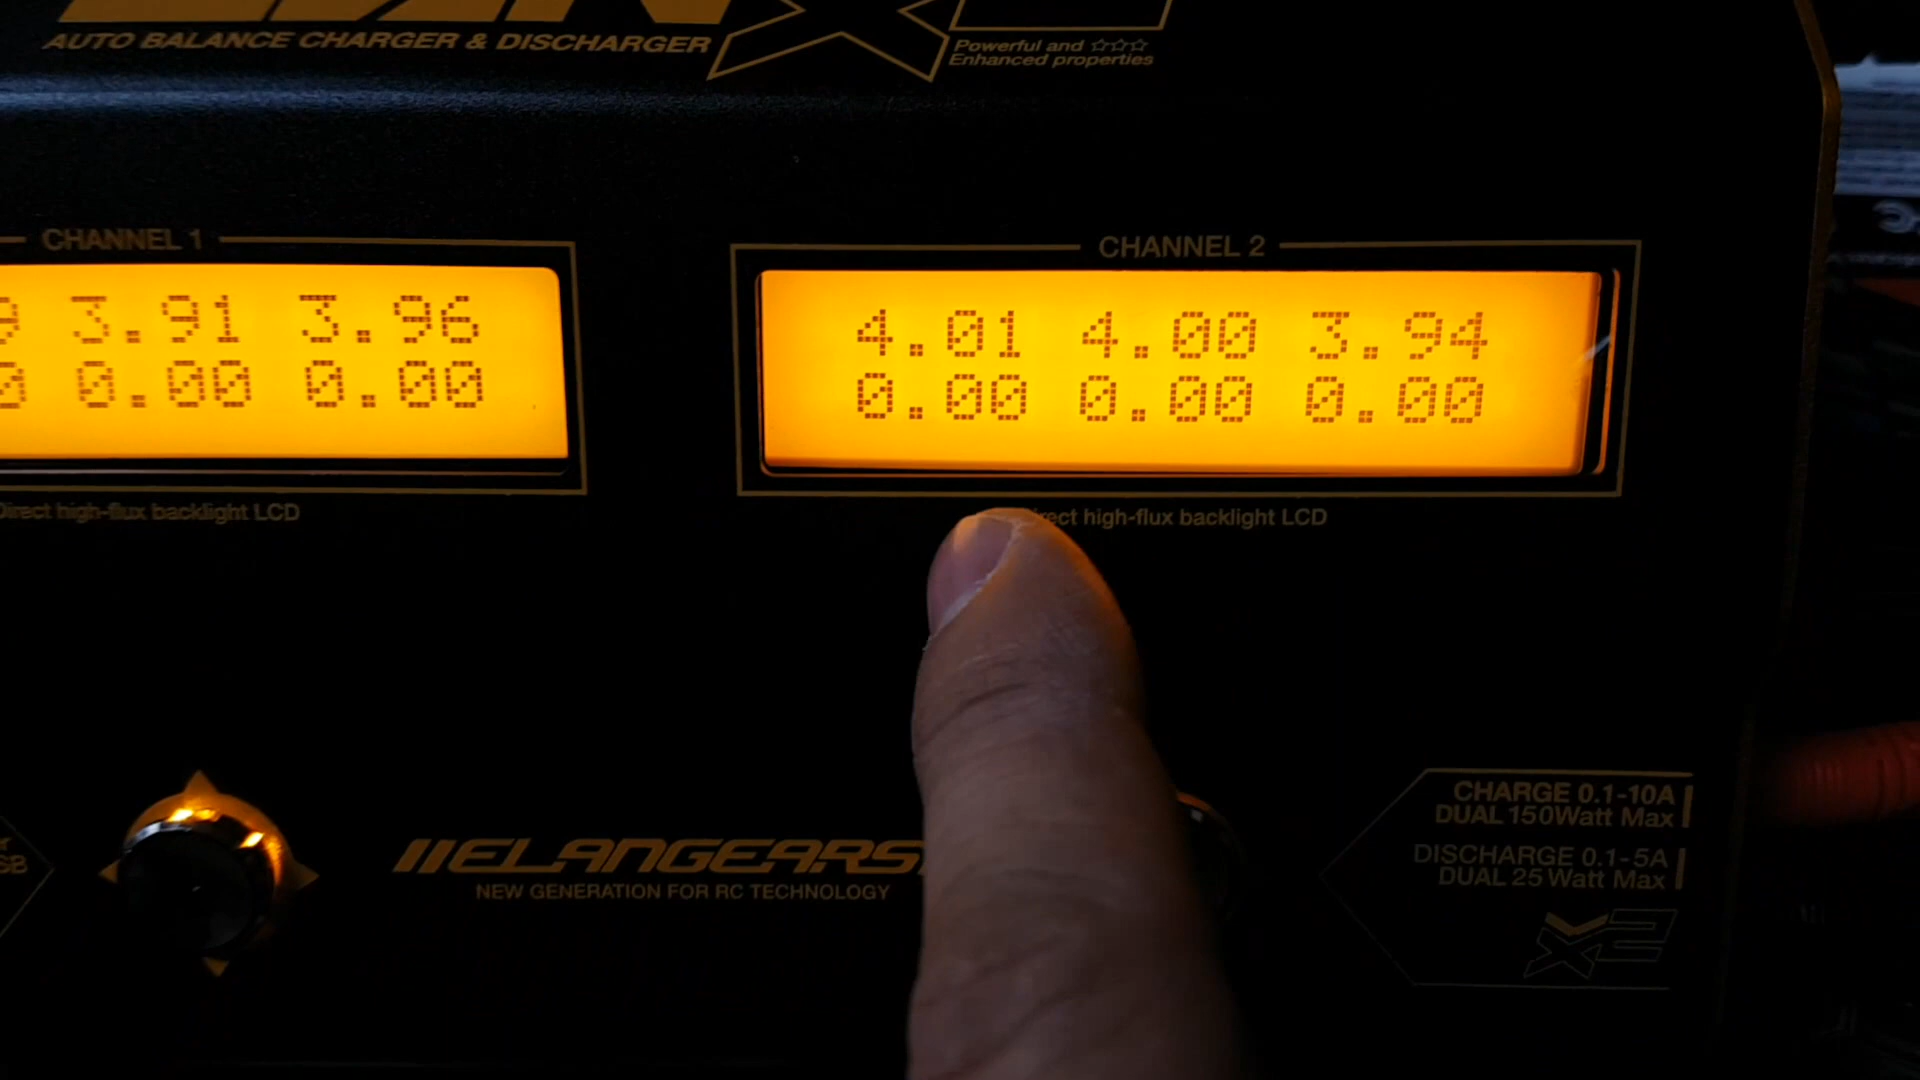 AUTO BALANCE CHARGER & DISCHARGER
Powerful and ☆☆☆
Enhanced properties
CHANNEL 1
3.91 3.96
0.00 0.00
Direct high-flux backlight LCD
CHANNEL 2
4.01 4.00 3.94
0.00 0.00 0.00
high-flux backlight LCD
CHARGE 0.1-10A
DUAL 150Watt Max
DISCHARGE 0.1-5A
DUAL 25Watt Max
X2
ELANGEARS
NEW GENERATION FOR RC TECHNOLOGY